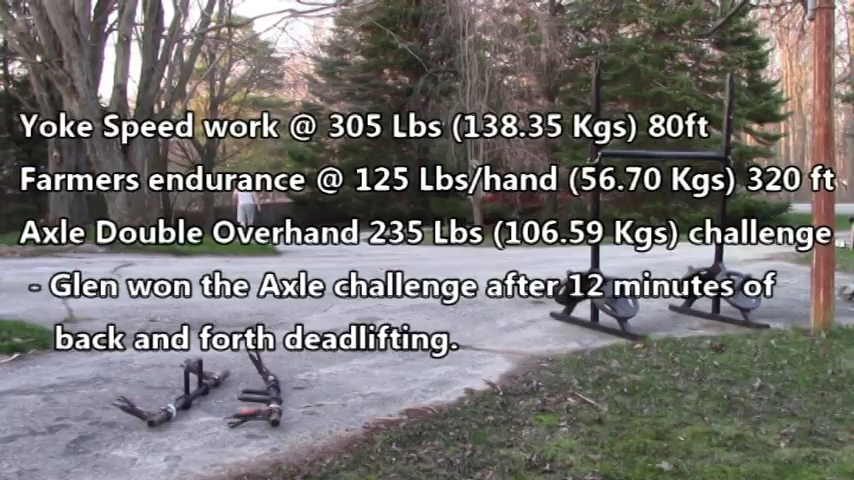 Yoke Speed work @ 305 Lbs (138.35 Kgs) 80ft
Farmers endurance @ 125 Lbs/hand (56.70 Kgs) 320 ft
Axle Double Overhand 235 Lbs (106.59 Kgs) challenge
- Glen won the Axle challenge after 12 minutes of
back and forth deadlifting.